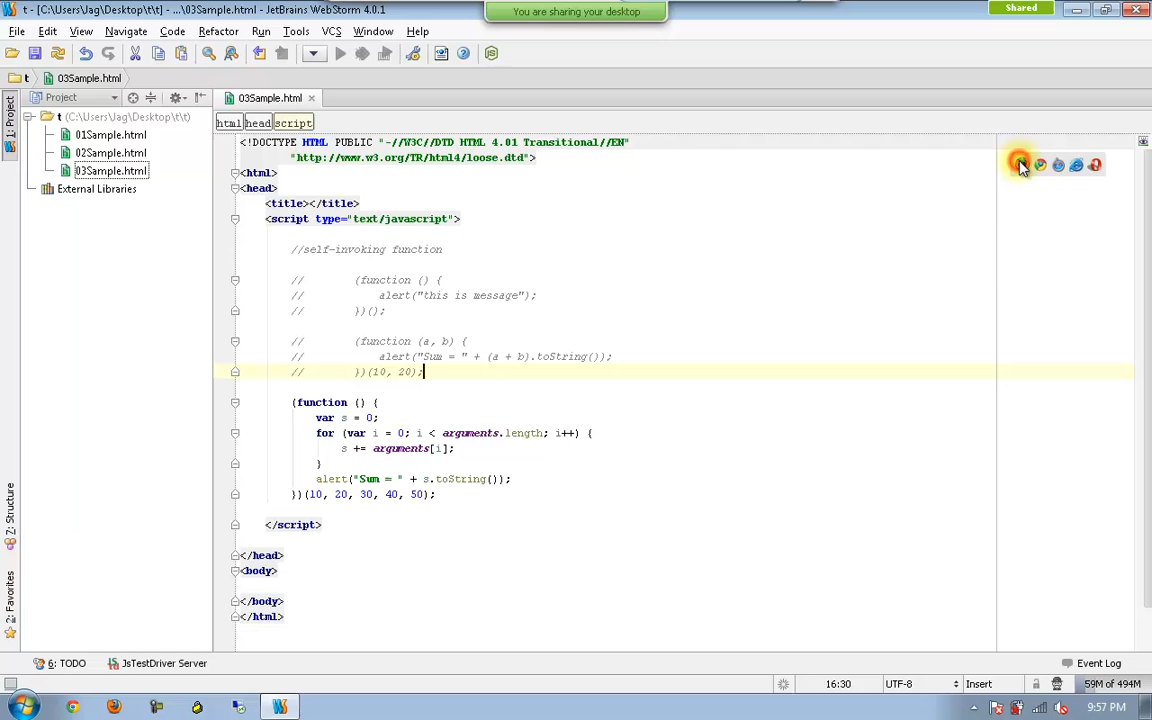 t - [C:\Users\Jag\Desktop\t\t] - ...\03Sample.html - JetBrains WebStorm 4.0.1
You are sharing your desktop
Shared
File Edit View Navigate Code Refactor Run Tools VCS Window Help
t 03Sample.html
Project
03Sample.html
1: Project
t (C:\Users\Jag\Desktop\t\t)
01Sample.html
02Sample.html
03Sample.html
External Libraries
html head script
<!DOCTYPE HTML PUBLIC "-//W3C//DTD HTML 4.01 Transitional//EN"
"http://www.w3.org/TR/html4/loose.dtd">
<html>
<head>
<title></title>
<script type="text/javascript">
//self-invoking function
// (function () {
// alert("this is message");
// })();
// (function (a, b) {
// alert("Sum = " + (a + b).toString());
// })(10, 20);
(function () {
var s = 0;
for (var i = 0; i < arguments.length; i++) {
s += arguments[i];
}
alert("Sum = " + s.toString());
})(10, 20, 30, 40, 50);
</script>
</head>
<body>
</body>
</html>
7: Structure
2: Favorites
6: TODO JsTestDriver Server
Event Log
16:30 UTF-8 Insert 59M of 494M
9:57 PM